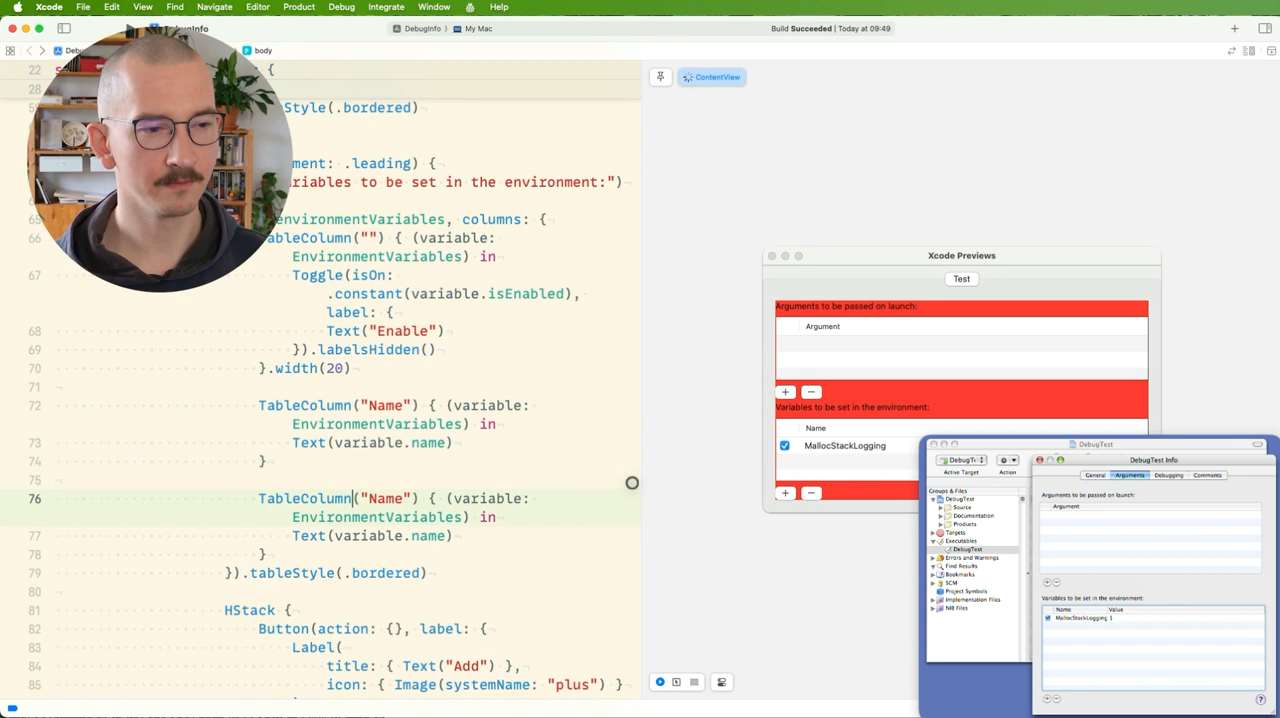 Xcode File Edit View Find Navigate Editor Product Debug Integrate Window Help
DebugInfo My Mac
Build Succeeded | Today at 09:49
body
ContentView
22 {
28
Style(.bordered)
ment: .leading) {
riables to be set in the environment:")
65 environmentVariables, columns: {
66 ableColumn("") { (variable:
EnvironmentVariables) in
67 Toggle(isOn:
.constant(variable.isEnabled),
label: {
68 Text("Enable")
69 }).labelsHidden()
70 }.width(20)
71
72 TableColumn("Name") { (variable:
EnvironmentVariables) in
73 Text(variable.name)
74 }
75
76 TableColumn("Name") { (variable:
EnvironmentVariables) in
77 Text(variable.name)
78 }
79 }).tableStyle(.bordered)
80
81 HStack {
82 Button(action: {}, label: {
83 Label(
84 title: { Text("Add") },
85 icon: { Image(systemName: "plus") }
Xcode Previews
Test
Arguments to be passed on launch:
Argument
+ −
Variables to be set in the environment:
Name
MallocStackLogging
+ −
DebugTest
Active Target Action
Groups & Files
DebugTest
Source
Documentation
Products
Targets
Executables
DebugTest
Errors and Warnings
Find Results
Bookmarks
SCM
Project Symbols
Implementation Files
NIB Files
DebugTest Info
General Arguments Debugging Comments
Arguments to be passed on launch:
Argument
Variables to be set in the environment:
Name Value
MallocStackLogging 1
?